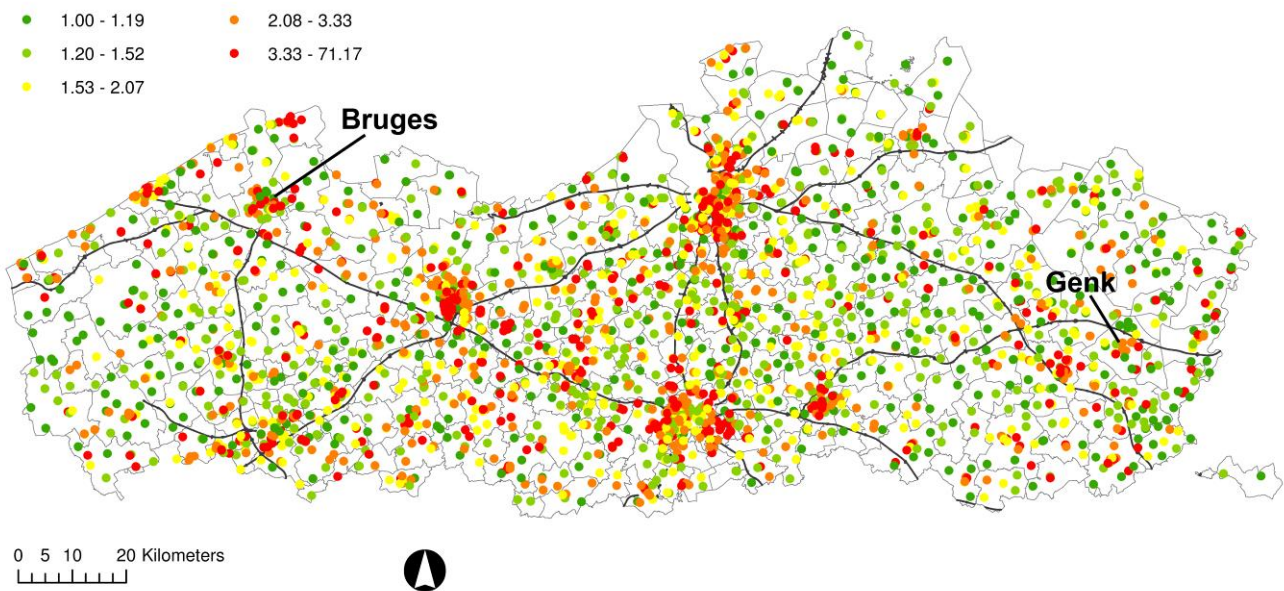 1.00 - 1.19
1.20 - 1.52
1.53 - 2.07
2.08 - 3.33
3.33 - 71.17
Bruges
Genk
0 5 10 20 Kilometers